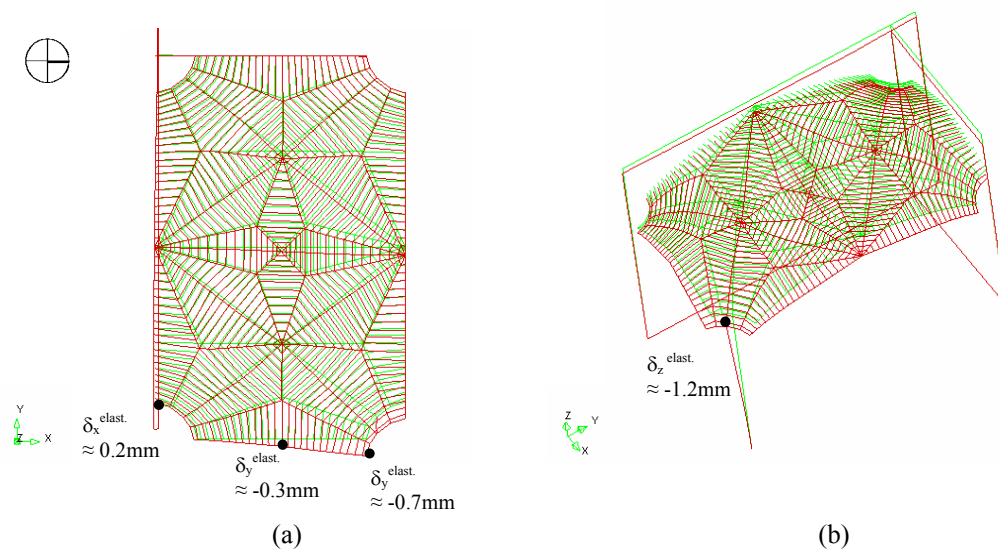 δx elast.
≈ 0.2mm
δy elast.
≈ -0.3mm
δy elast.
≈ -0.7mm
Y
Z X
(a)
δz elast.
≈ -1.2mm
Z Y
X
(b)